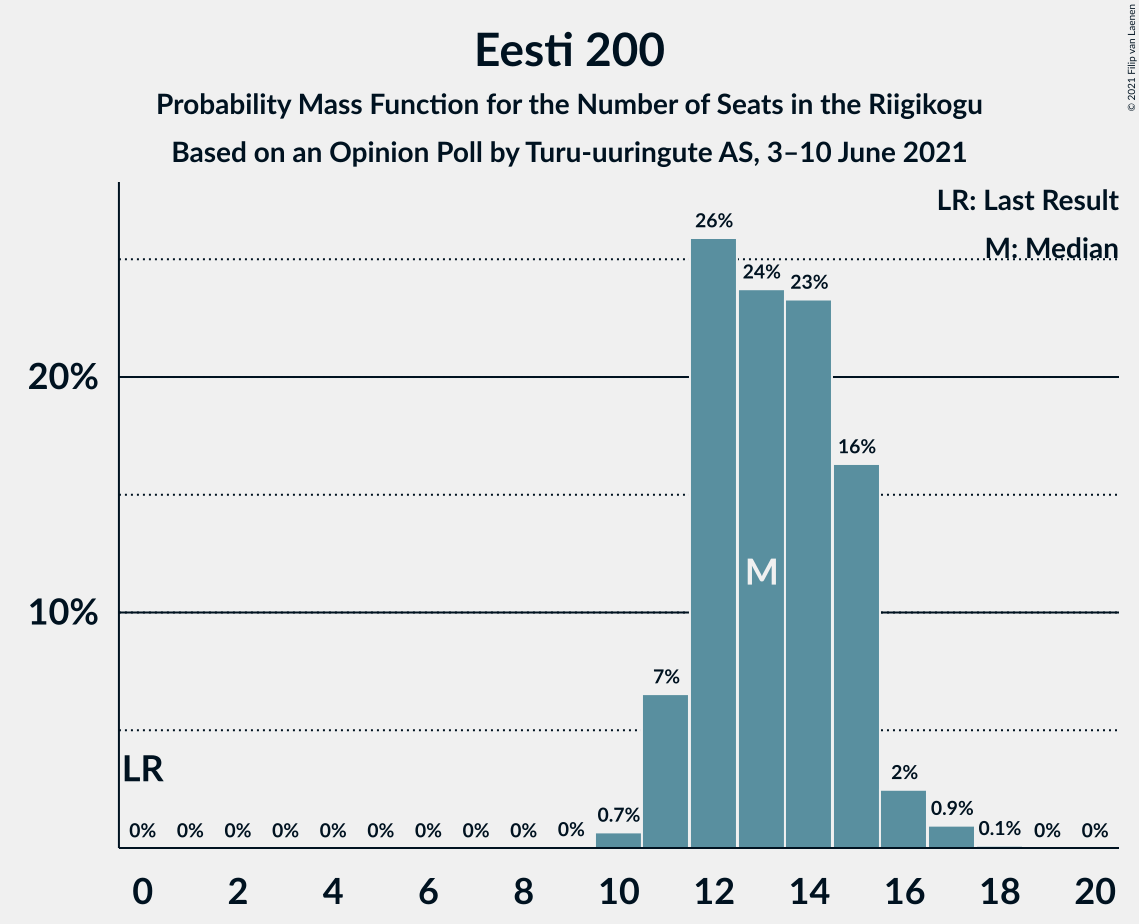 Eesti 200
Probability Mass Function for the Number of Seats in the Riigikogu
Based on an Opinion Poll by Turu-uuringute AS, 3–10 June 2021
© 2021 Filip van Laenen
LR: Last Result
M: Median
26%
24%
23%
20%
16%
M
10%
7%
LR
2%
0% 0% 0% 0% 0% 0% 0% 0% 0% 0% 0.7% 0.9% 0.1% 0% 0%
0 2 4 6 8 10 12 14 16 18 20